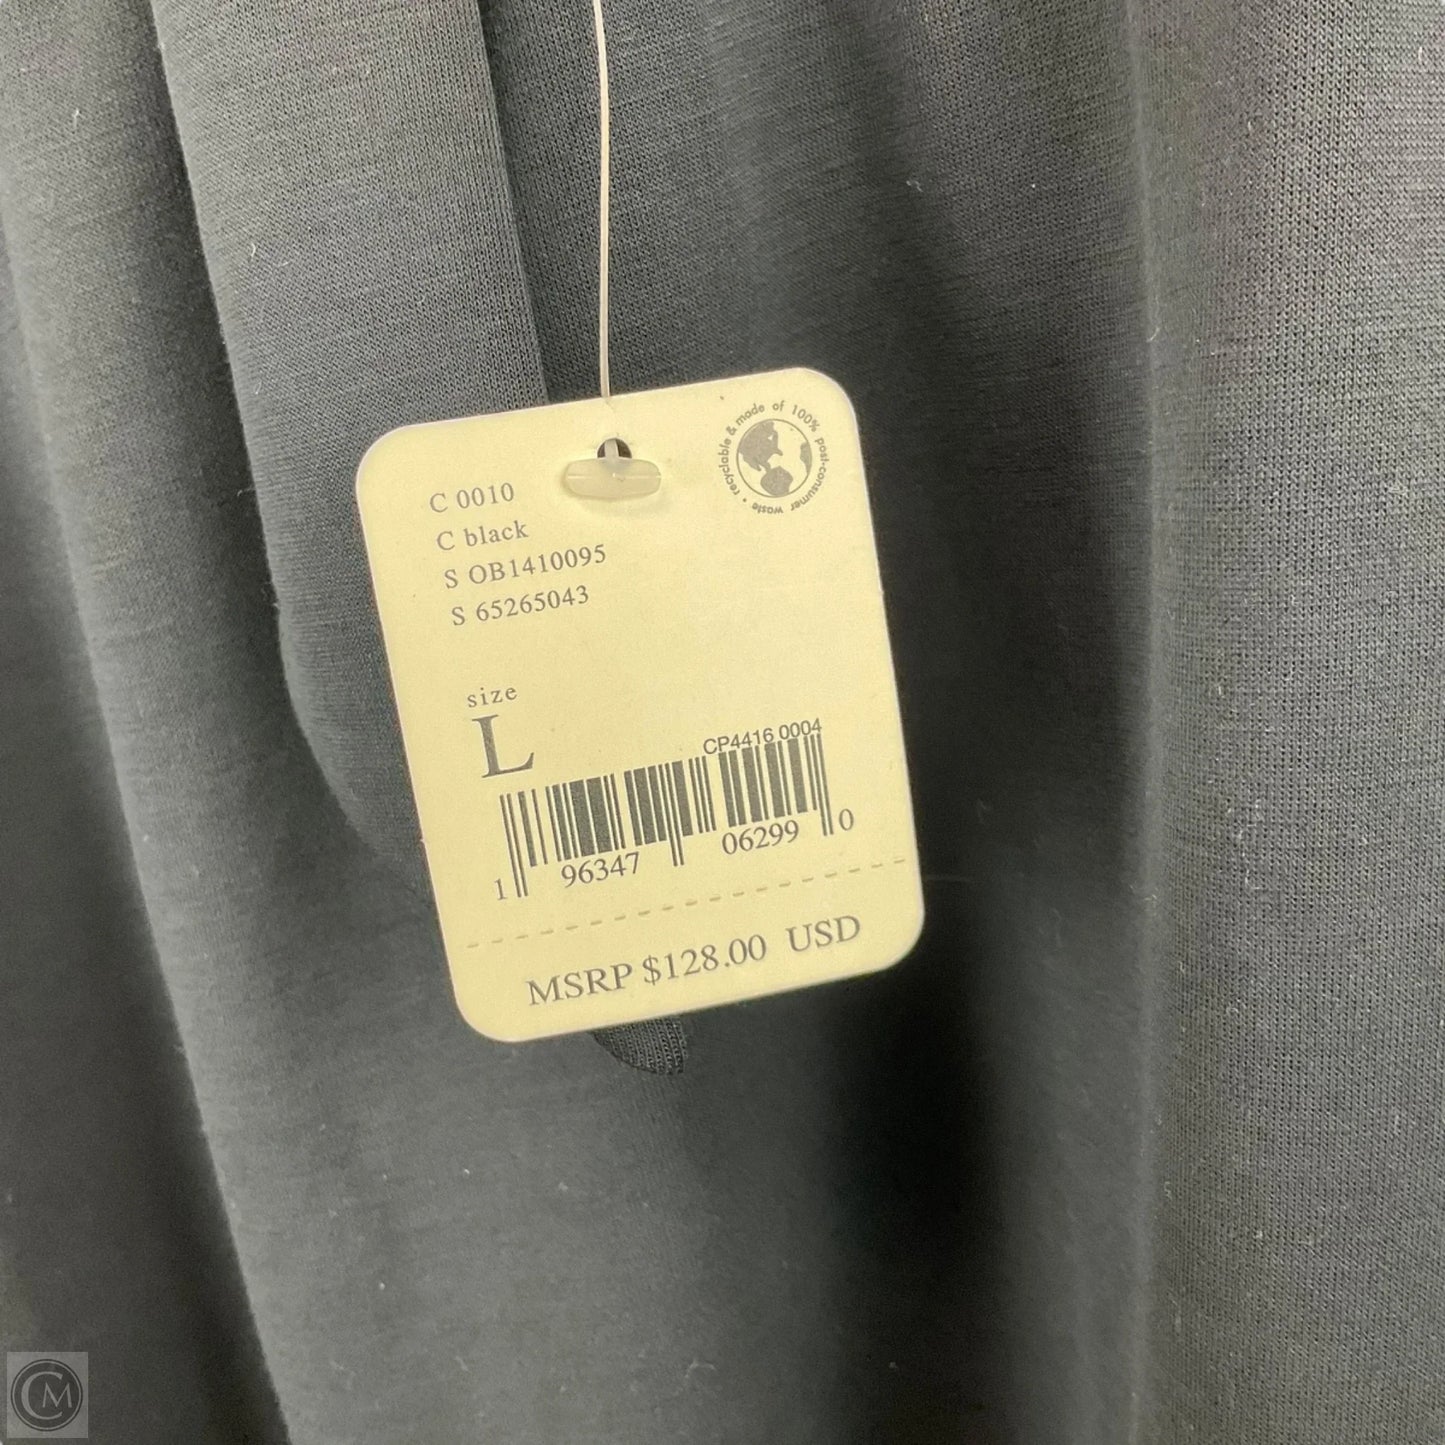 recyclable & made of 100% post-consumer waste •
C 0010
C black
S OB1410095
S 65265043
size
L
CP4416 0004
1 96347 06299 0
MSRP $128.00 USD
CM